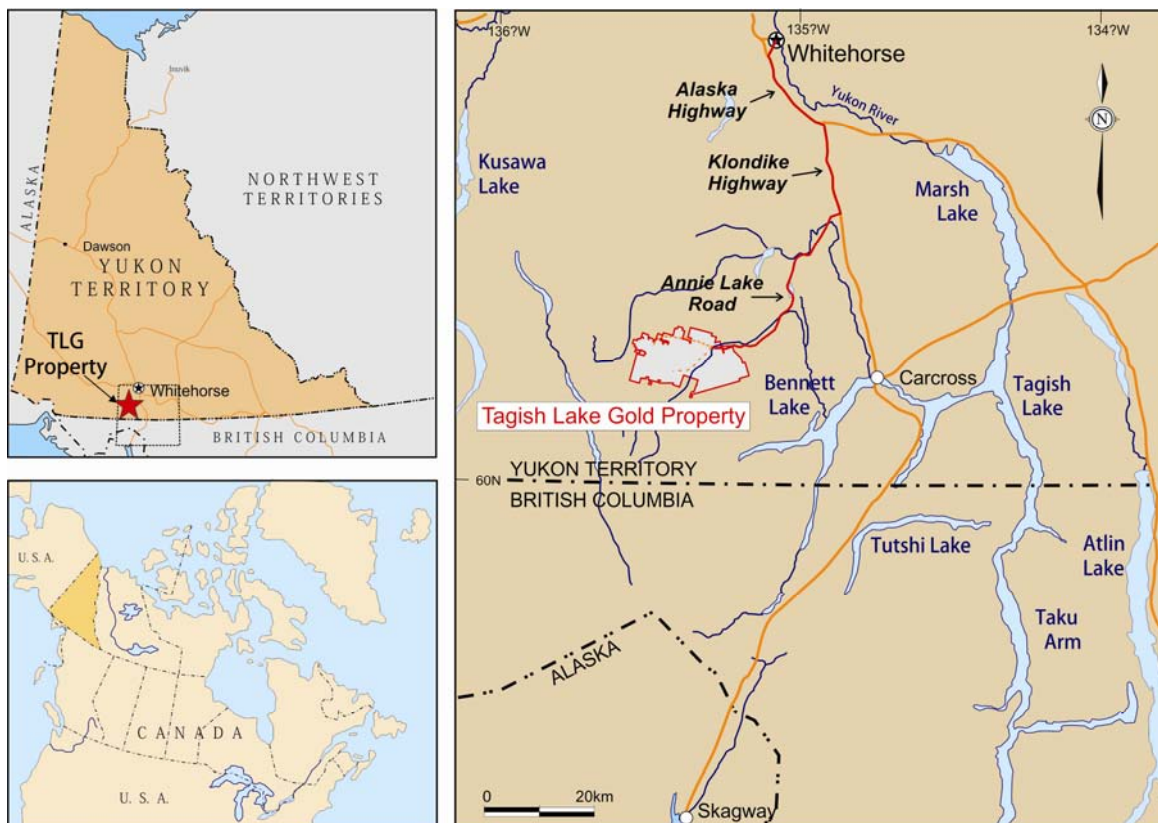 Inuvik
ALASKA
NORTHWEST
TERRITORIES
Dawson
YUKON
TERRITORY
TLG
Property
Whitehorse
BRITISH COLUMBIA
U.S.A.
CANADA
U.S.A.
136?W
135?W
134?W
Whitehorse
Alaska
Highway
Yukon River
N
Kusawa
Lake
Klondike
Highway
Marsh
Lake
Annie Lake
Road
Bennett
Lake
Carcross
Tagish
Lake
Tagish Lake Gold Property
60N
YUKON TERRITORY
BRITISH COLUMBIA
Tutshi Lake
Atlin
Lake
Taku
Arm
ALASKA
0 20km
Skagway